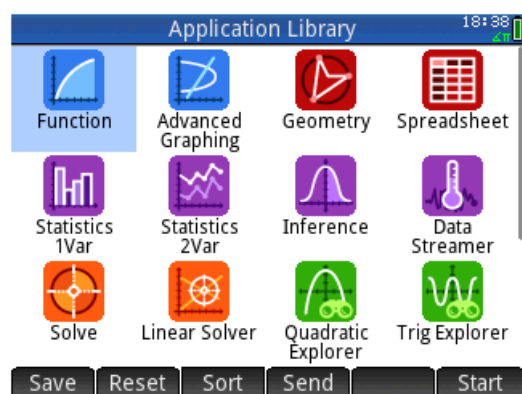 Application Library
18:38
∡π
Function
Advanced
Graphing
Geometry
Spreadsheet
Statistics
1Var
Statistics
2Var
Inference
Data
Streamer
Solve
Linear Solver
Quadratic
Explorer
Trig Explorer
Save Reset Sort Send Start